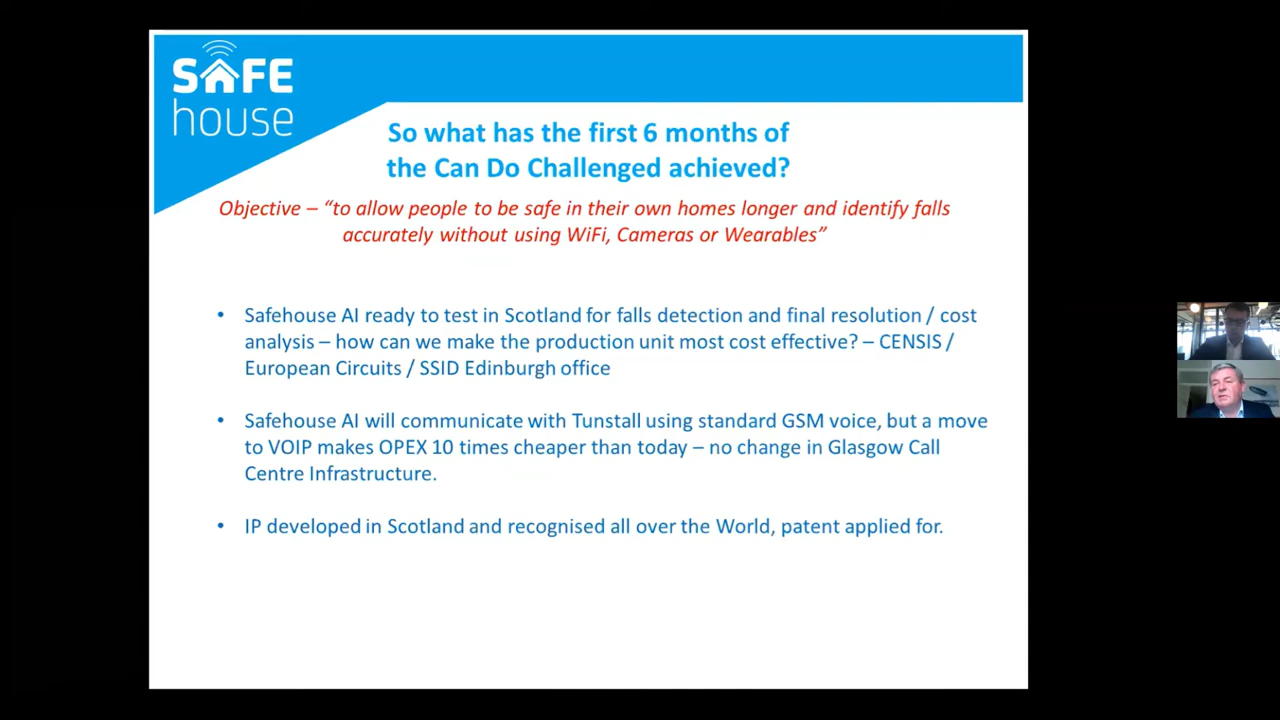 SAFE
house
So what has the first 6 months of
the Can Do Challenged achieved?
Objective – “to allow people to be safe in their own homes longer and identify falls
accurately without using WiFi, Cameras or Wearables”
• Safehouse AI ready to test in Scotland for falls detection and final resolution / cost
analysis – how can we make the production unit most cost effective? – CENSIS /
European Circuits / SSID Edinburgh office
• Safehouse AI will communicate with Tunstall using standard GSM voice, but a move
to VOIP makes OPEX 10 times cheaper than today – no change in Glasgow Call
Centre Infrastructure.
• IP developed in Scotland and recognised all over the World, patent applied for.